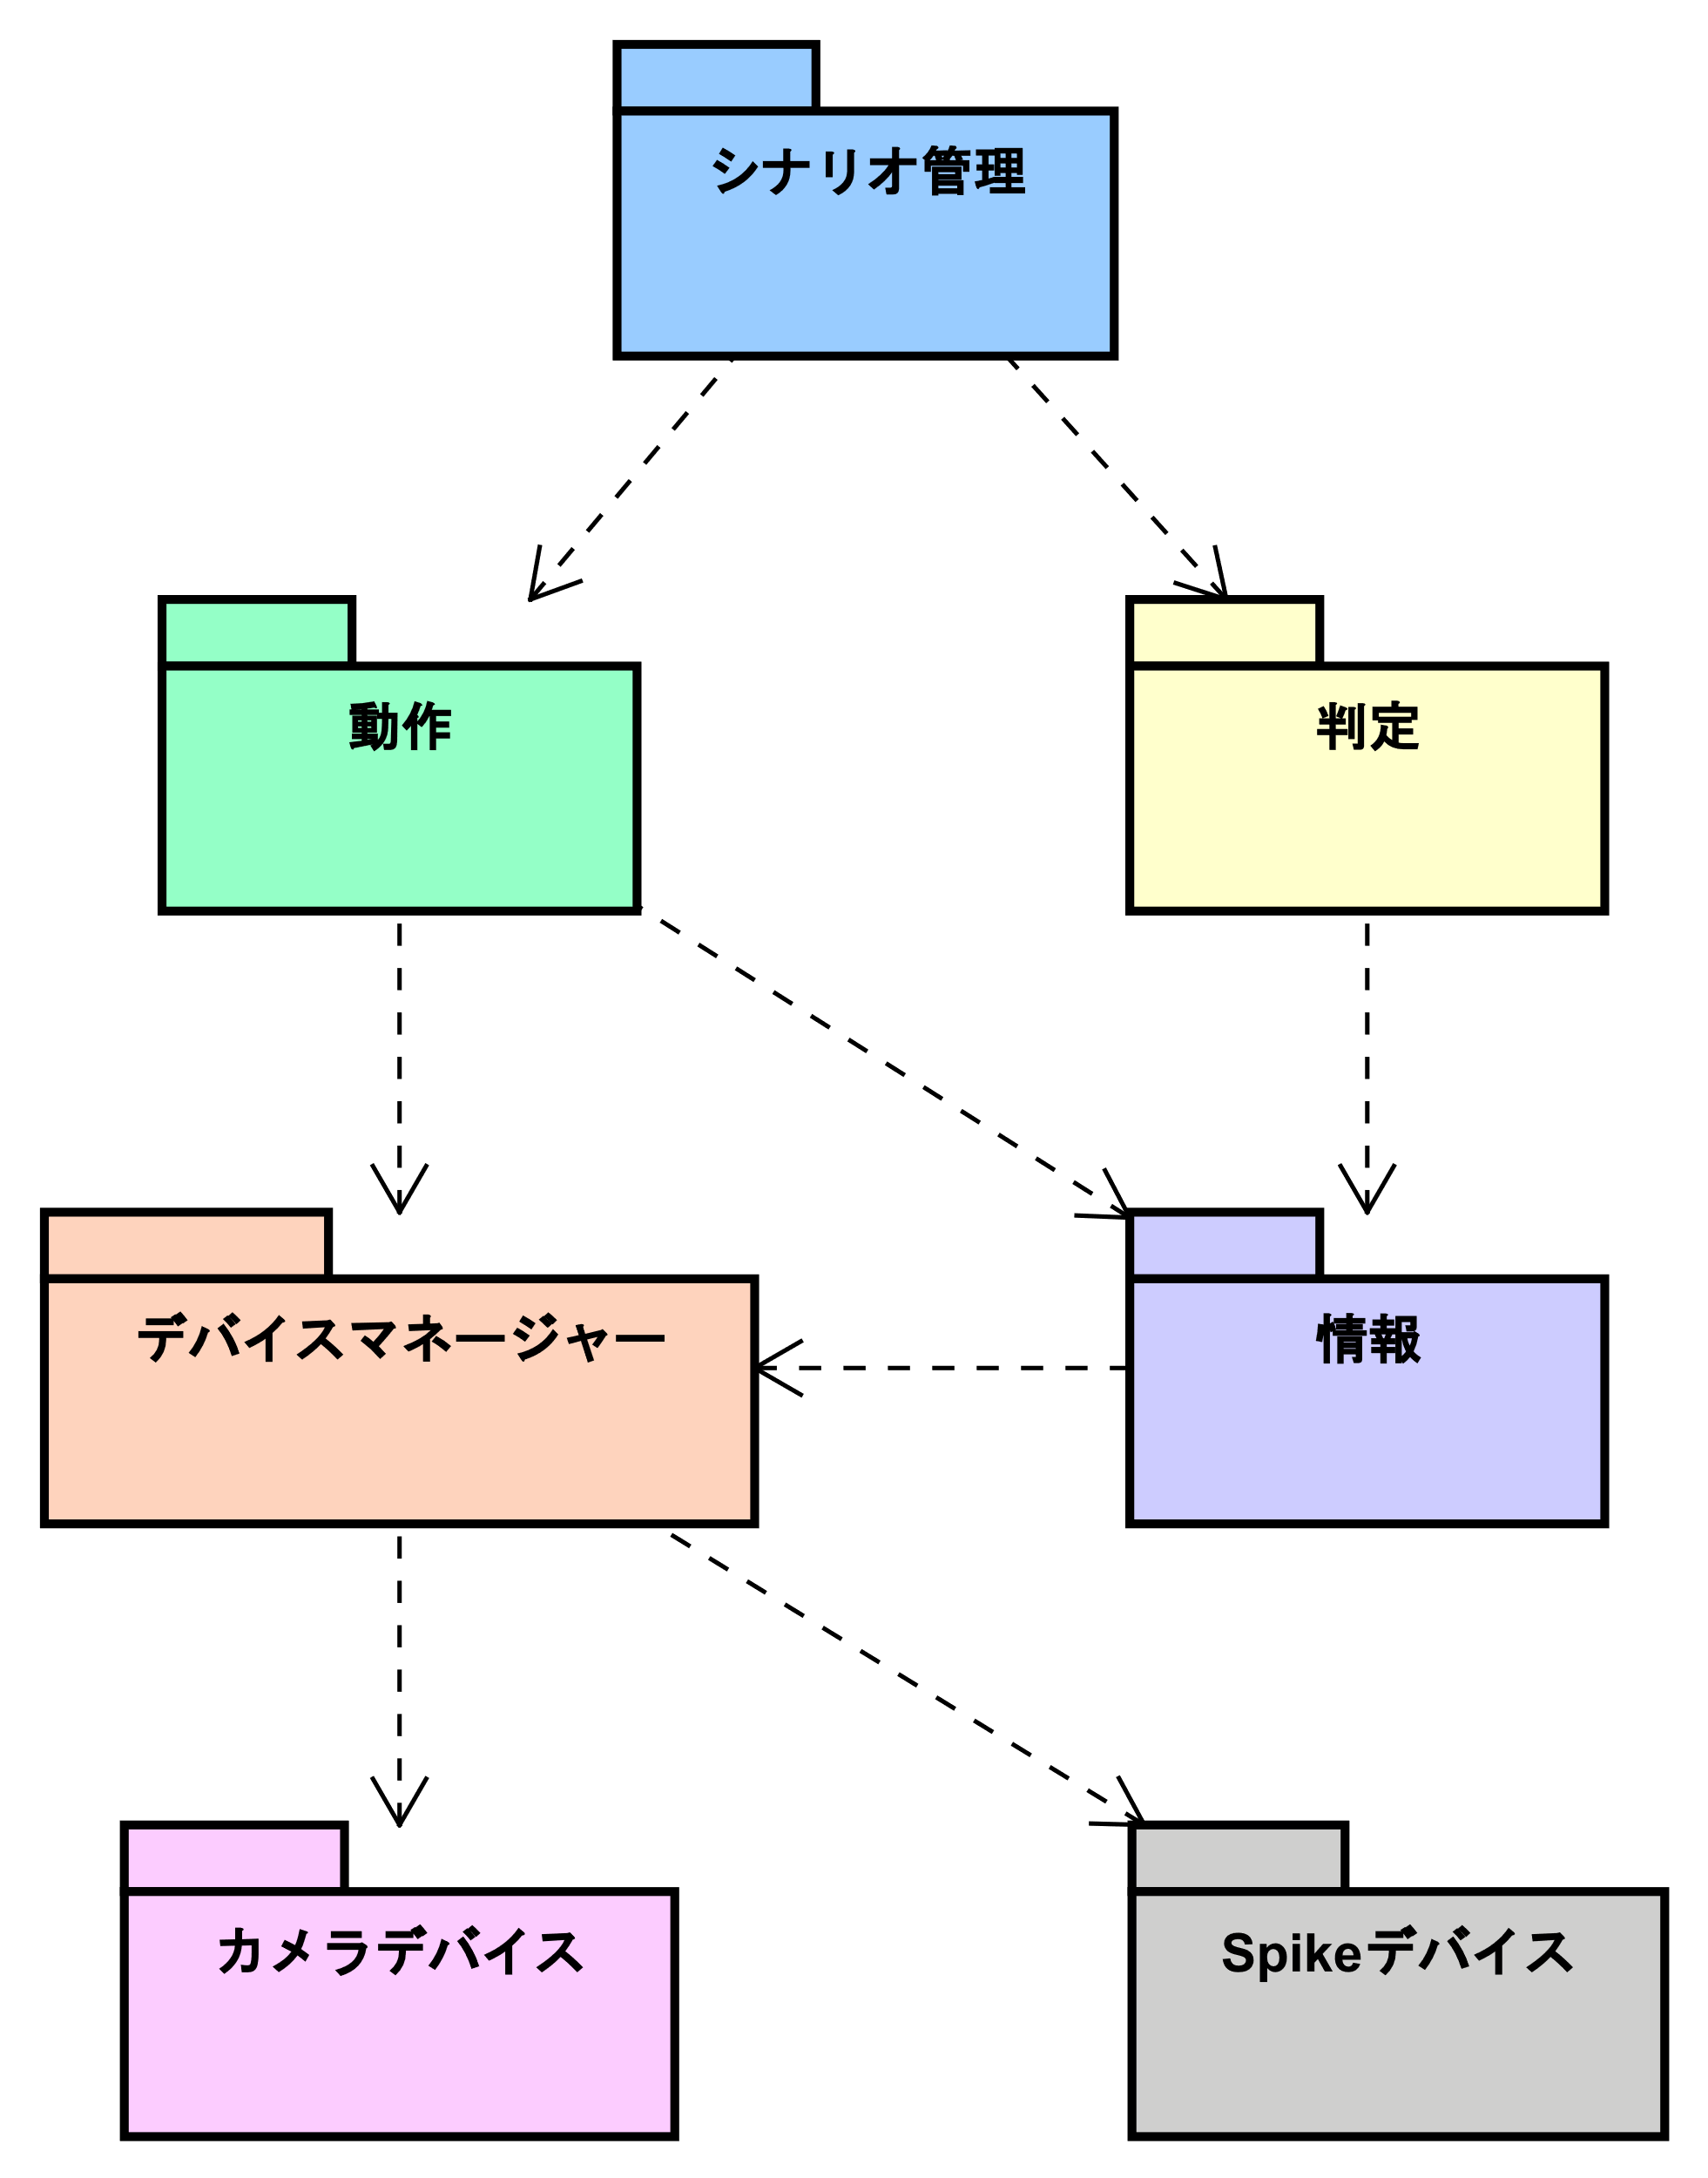 シナリオ管理
動作
判定
デバイスマネージャー
情報
カメラデバイス
Spikeデバイス